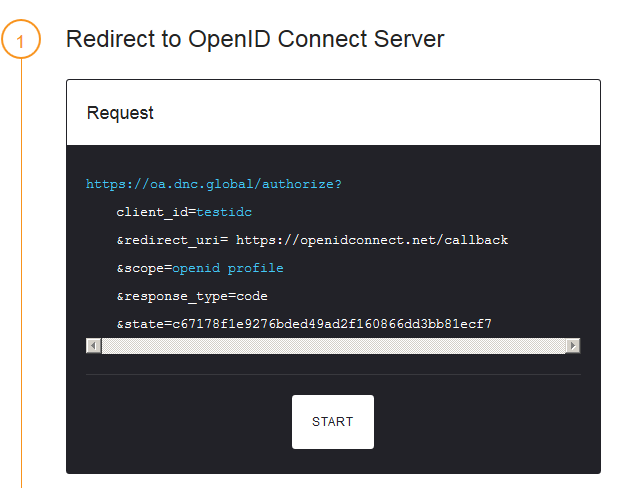 1
Redirect to OpenID Connect Server
Request
https://oa.dnc.global/authorize?
client_id=testidc
&redirect_uri= https://openidconnect.net/callback
&scope=openid profile
&response_type=code
&state=c67178f1e9276bded49ad2f160866dd3bb81ecf7
START